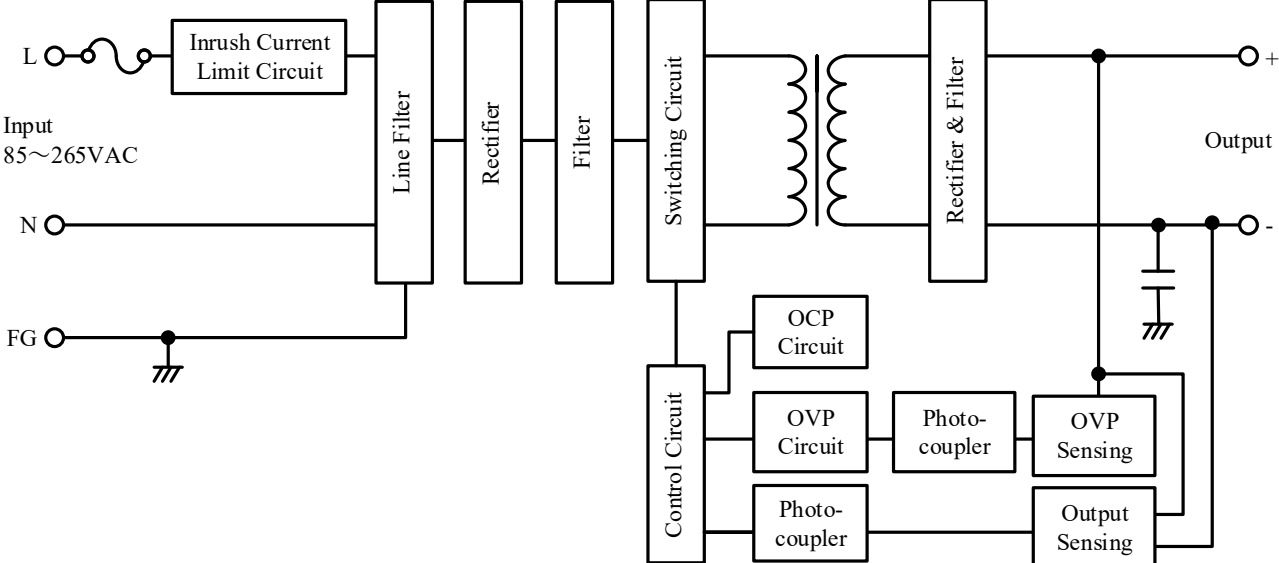 L
Inrush Current
Limit Circuit
Line Filter
Rectifier
Filter
Switching Circuit
Rectifier & Filter
+
Input
85～265VAC
Output
N
-
FG
OCP
Circuit
Control Circuit
OVP
Circuit
Photo-
coupler
OVP
Sensing
Photo-
coupler
Output
Sensing